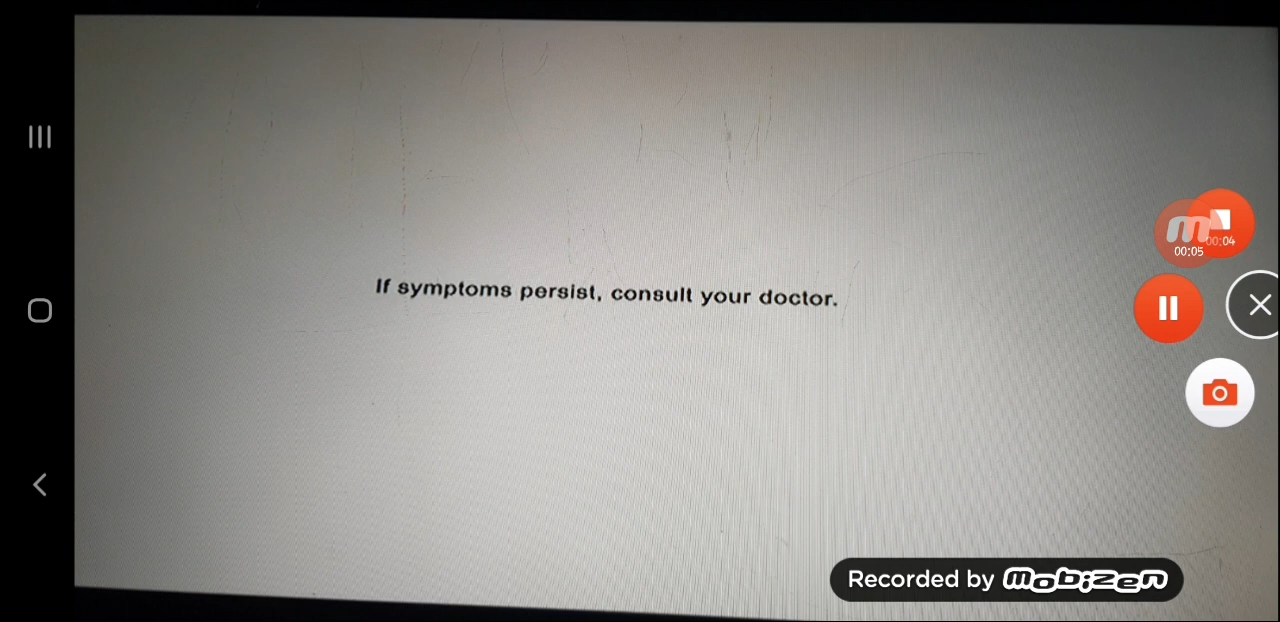 If symptoms persist, consult your doctor.
00:04
00:05
Recorded by mobizen